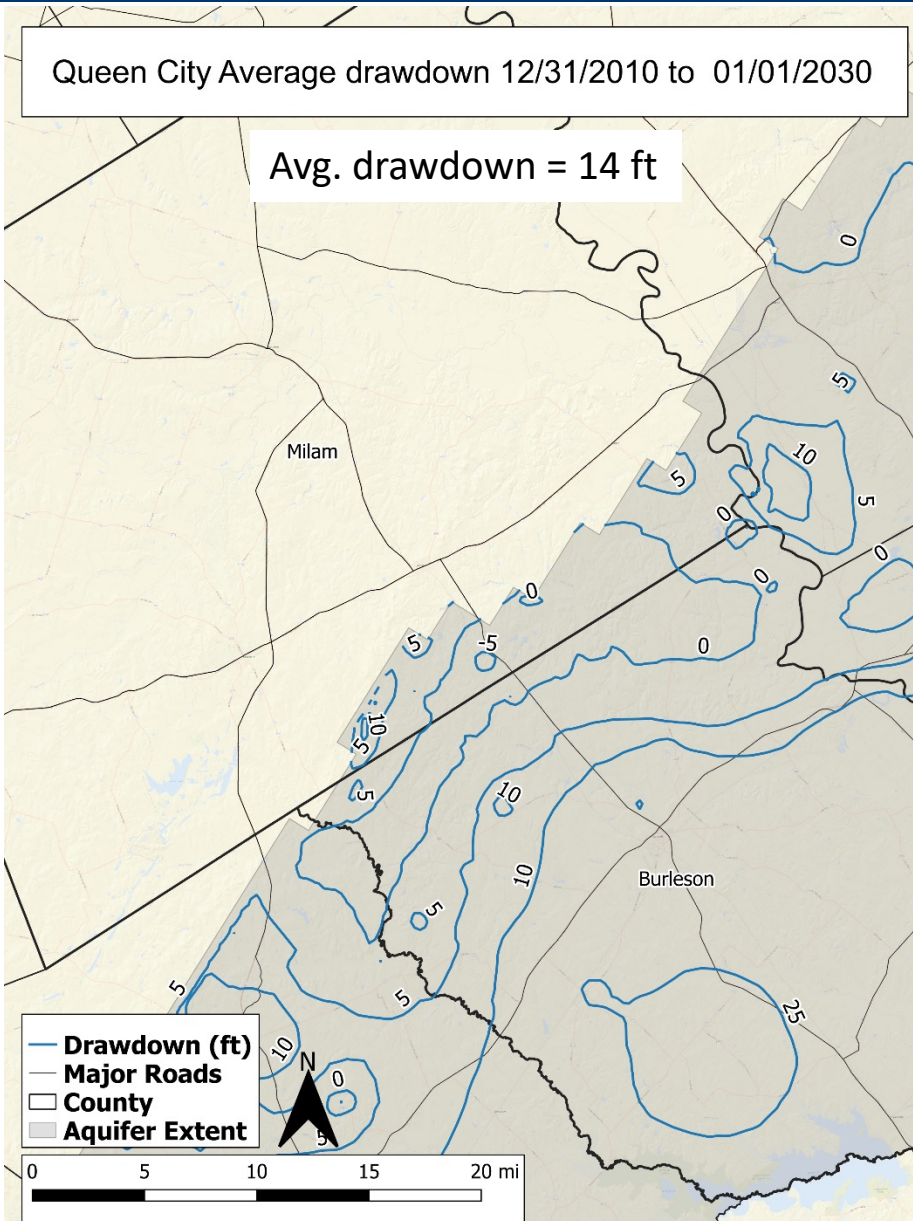 Queen City Average drawdown 12/31/2010 to 01/01/2030
Avg. drawdown = 14 ft
0
5
Milam
10
5
5
0
0
0
0
5
-5
0
10
5
5
10
10
Burleson
5
5
5
25
10
0
5
Drawdown (ft)
Major Roads
County
Aquifer Extent
N
0 5 10 15 20 mi